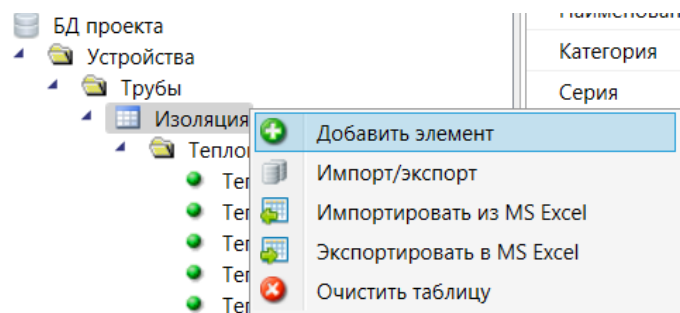 БД проекта
Устройства
Категория
Трубы
Серия
Изоляция
Добавить элемент
Импорт/экспорт
Импортировать из MS Excel
Экспортировать в MS Excel
Очистить таблицу